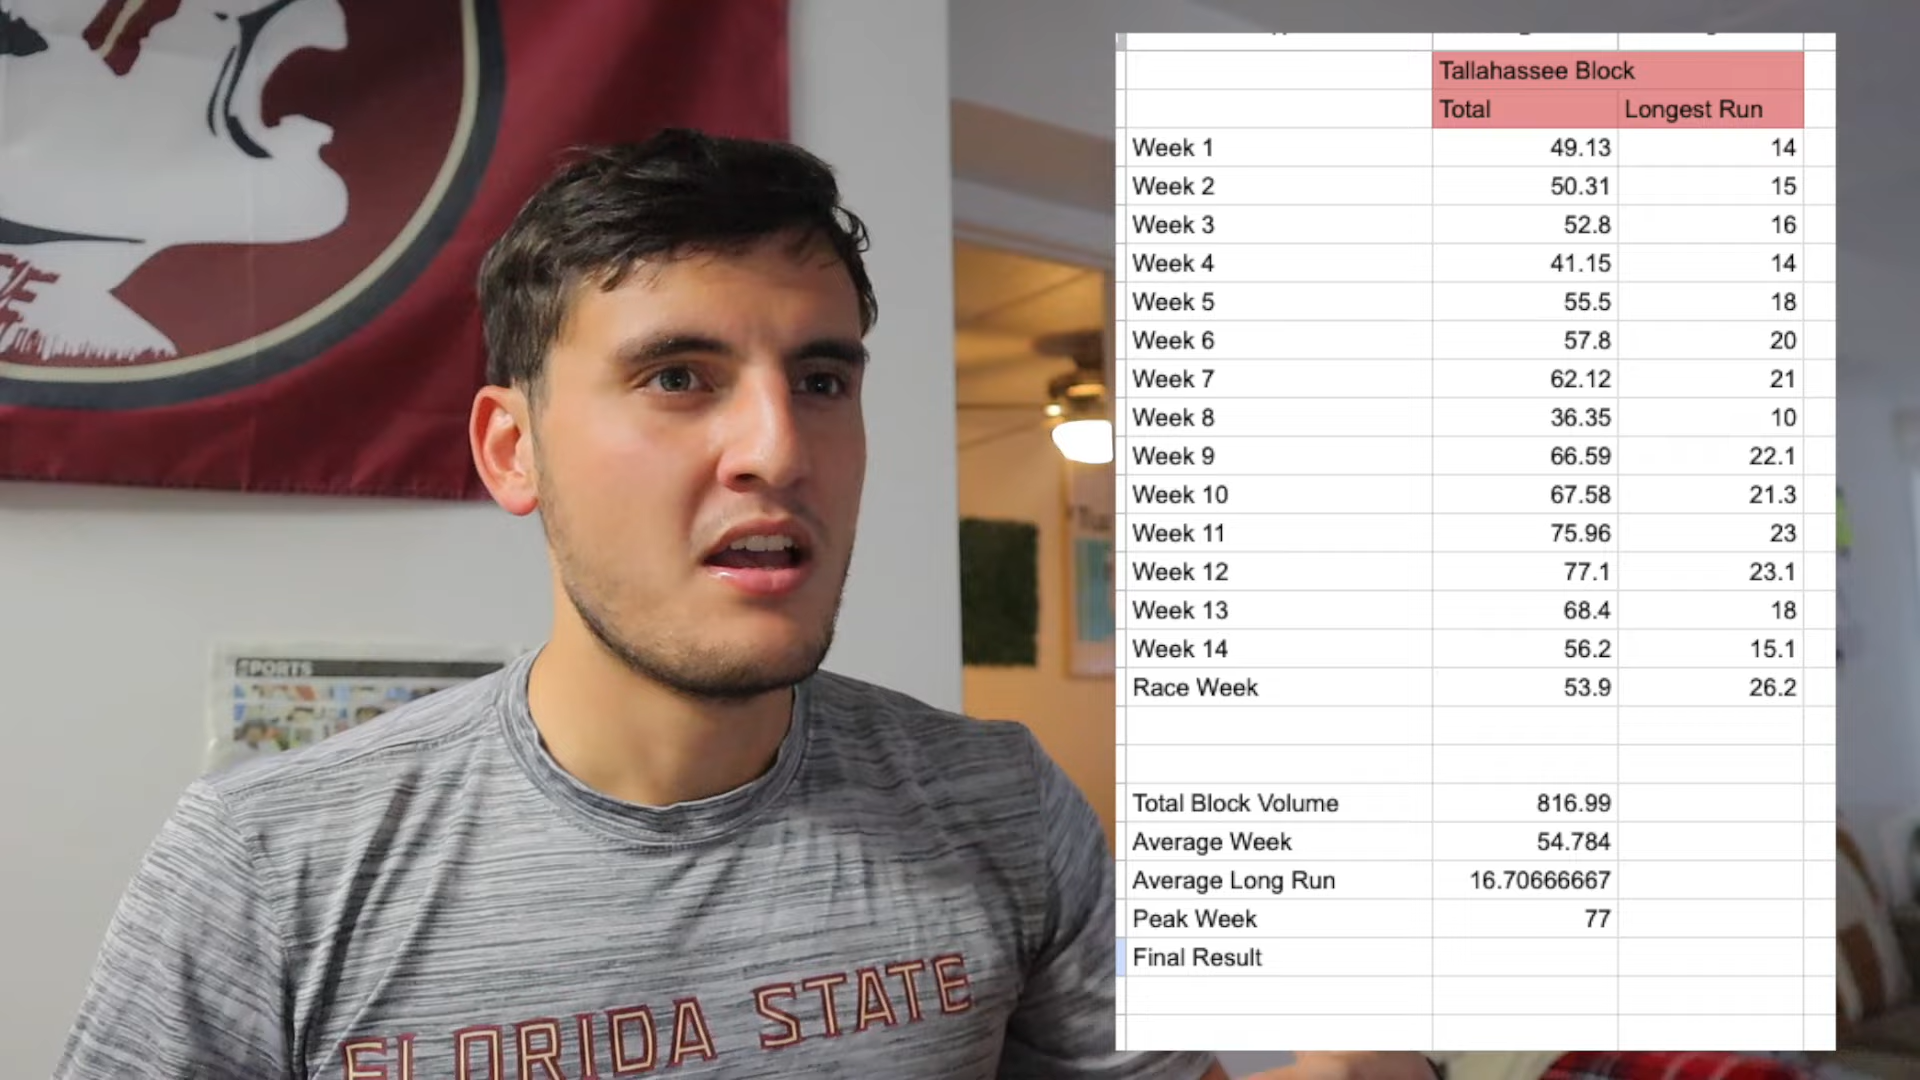 Tallahassee Block
Total Longest Run
Week 1 49.13 14
Week 2 50.31 15
Week 3 52.8 16
Week 4 41.15 14
Week 5 55.5 18
Week 6 57.8 20
Week 7 62.12 21
Week 8 36.35 10
Week 9 66.59 22.1
Week 10 67.58 21.3
Week 11 75.96 23
Week 12 77.1 23.1
Week 13 68.4 18
Week 14 56.2 15.1
Race Week 53.9 26.2
Total Block Volume 816.99
Average Week 54.784
Average Long Run 16.70666667
Peak Week 77
Final Result
SPORTS
FLORIDA STATE